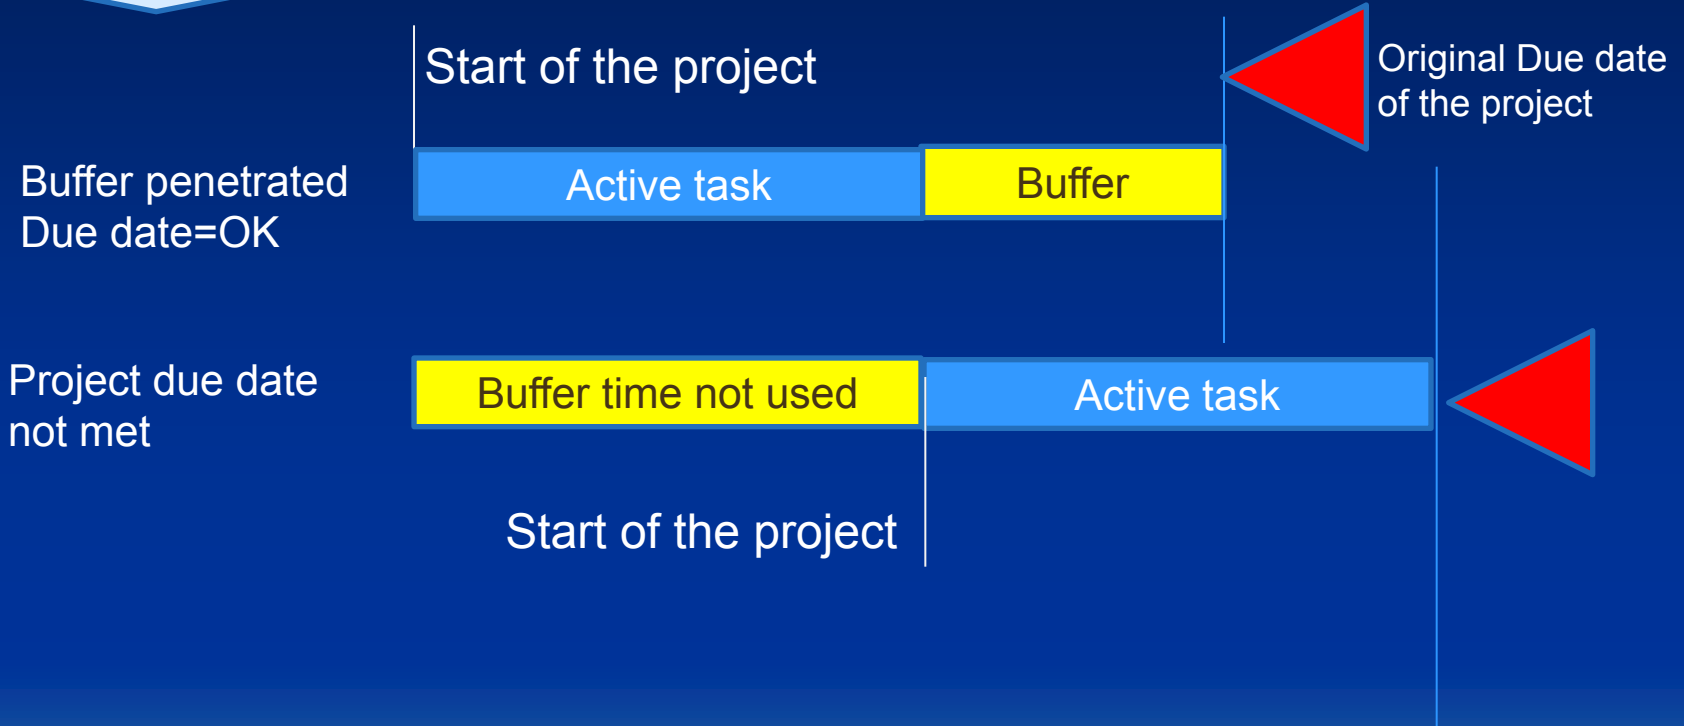 Start of the project
Original Due date
of the project
Buffer penetrated
Due date=OK
Active task
Buffer
Project due date
not met
Buffer time not used
Active task
Start of the project